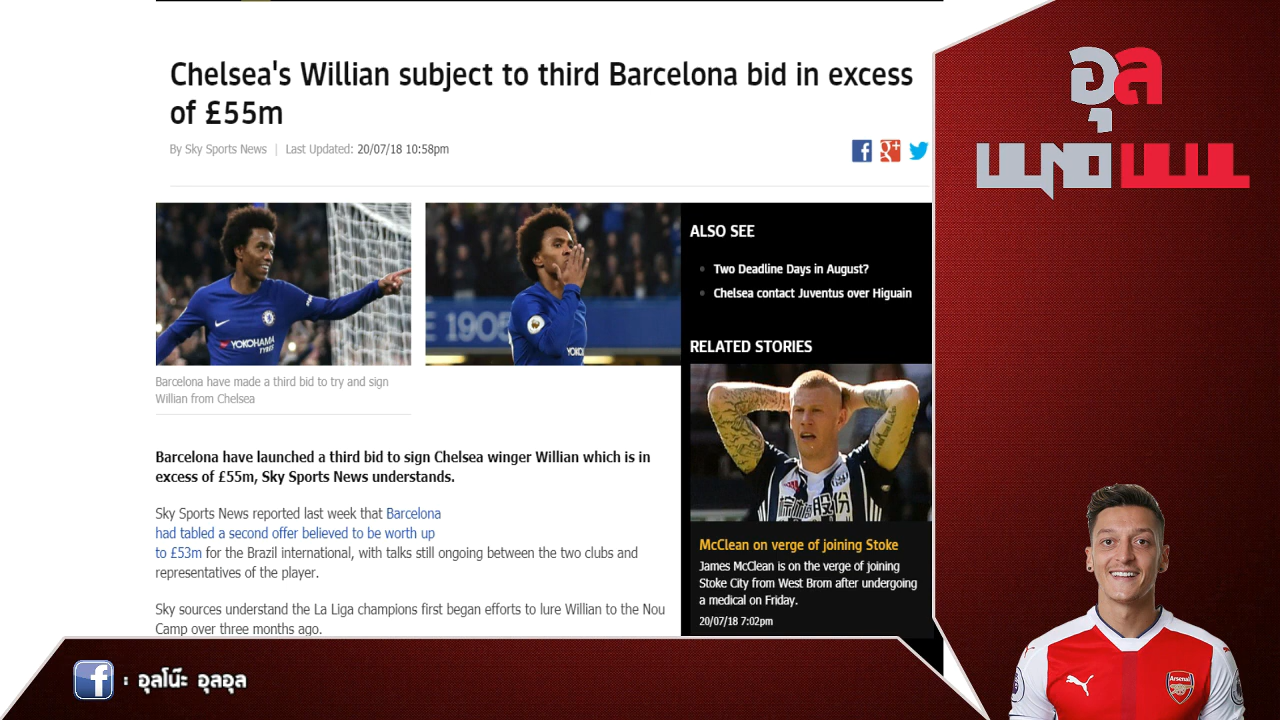 Chelsea's Willian subject to third Barcelona bid in excess
of £55m
By Sky Sports News | Last Updated: 20/07/18 10:58pm
YOKOHAMA
TYRES
1905
Barcelona have made a third bid to try and sign
Willian from Chelsea
Barcelona have launched a third bid to sign Chelsea winger Willian which is in
excess of £55m, Sky Sports News understands.
Sky Sports News reported last week that Barcelona
had tabled a second offer believed to be worth up
to £53m for the Brazil international, with talks still ongoing between the two clubs and
representatives of the player.
Sky sources understand the La Liga champions first began efforts to lure Willian to the Nou
Camp over three months ago.
ALSO SEE
Two Deadline Days in August?
Chelsea contact Juventus over Higuain
RELATED STORIES
McClean on verge of joining Stoke
James McClean is on the verge of joining
Stoke City from West Brom after undergoing
a medical on Friday.
20/07/18 7:02pm
อุล
Arsenal
: อุลโน๊ะ อุลอุล